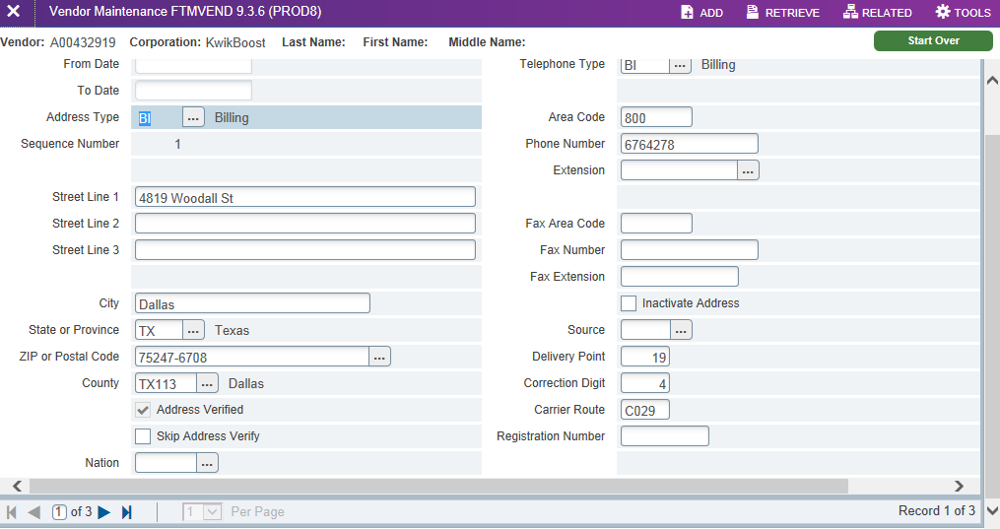 Vendor Maintenance FTMVEND 9.3.6 (PROD8) ADD RETRIEVE RELATED TOOLS
Vendor: A00432919 Corporation: KwikBoost Last Name: First Name: Middle Name: Start Over
From Date Telephone Type BI ... Billing
To Date
Address Type BI ... Billing Area Code 800
Sequence Number 1 Phone Number 6764278
Extension ...
Street Line 1 4819 Woodall St
Street Line 2 Fax Area Code
Street Line 3 Fax Number
Fax Extension
City Dallas Inactivate Address
State or Province TX ... Texas Source ...
ZIP or Postal Code 75247-6708 ... Delivery Point 19
County TX113 ... Dallas Correction Digit 4
Address Verified Carrier Route C029
Skip Address Verify Registration Number
Nation ...
1 of 3 1 Per Page Record 1 of 3